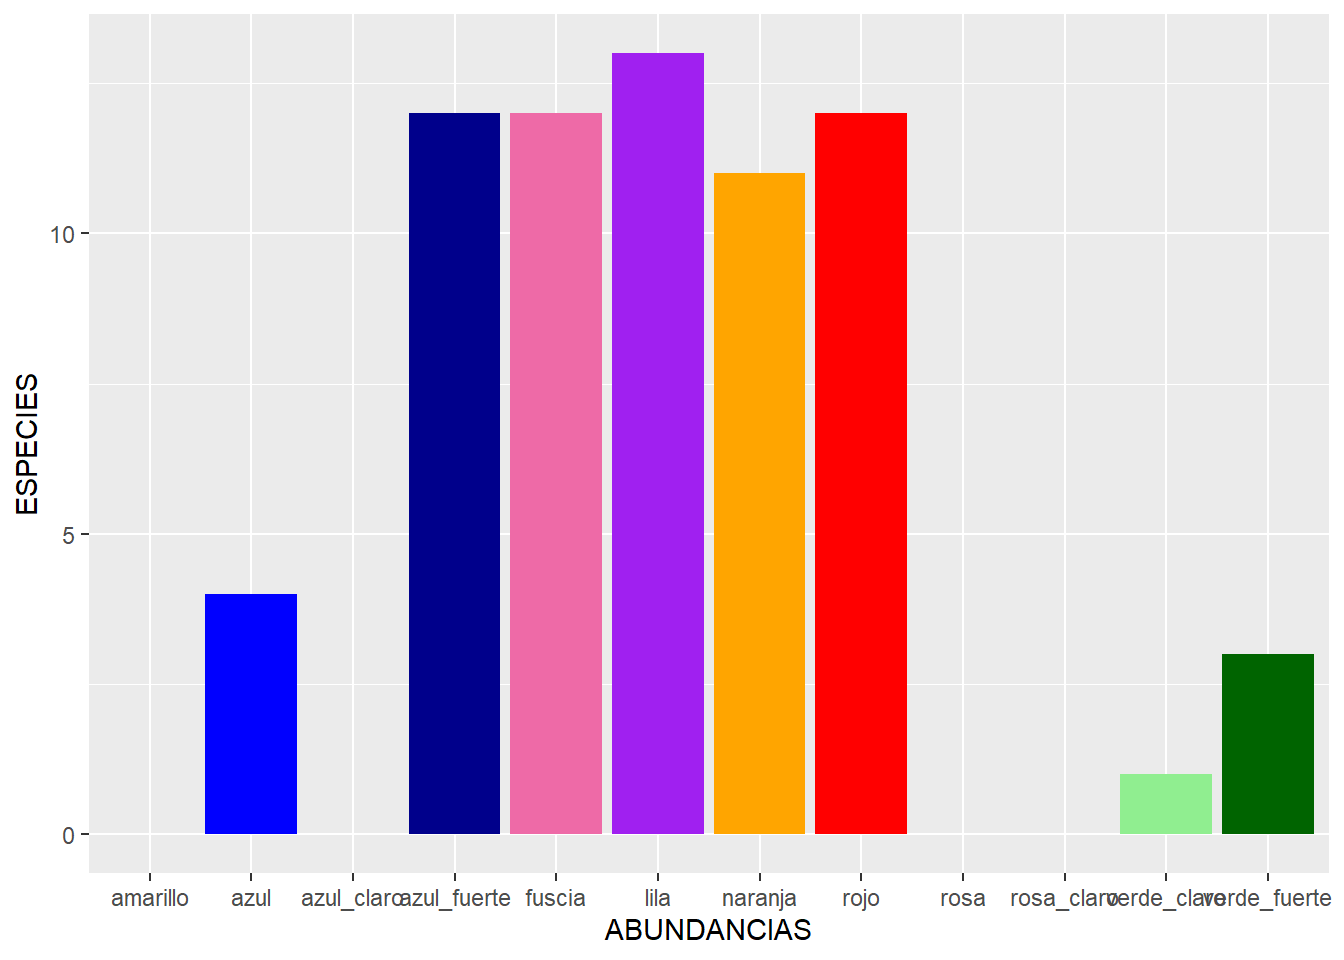 ESPECIES
10
5
0
amarillo azul azul_claro azul_fuerte fuscia lila naranja rojo rosa rosa_claro verde_claro verde_fuerte
ABUNDANCIAS